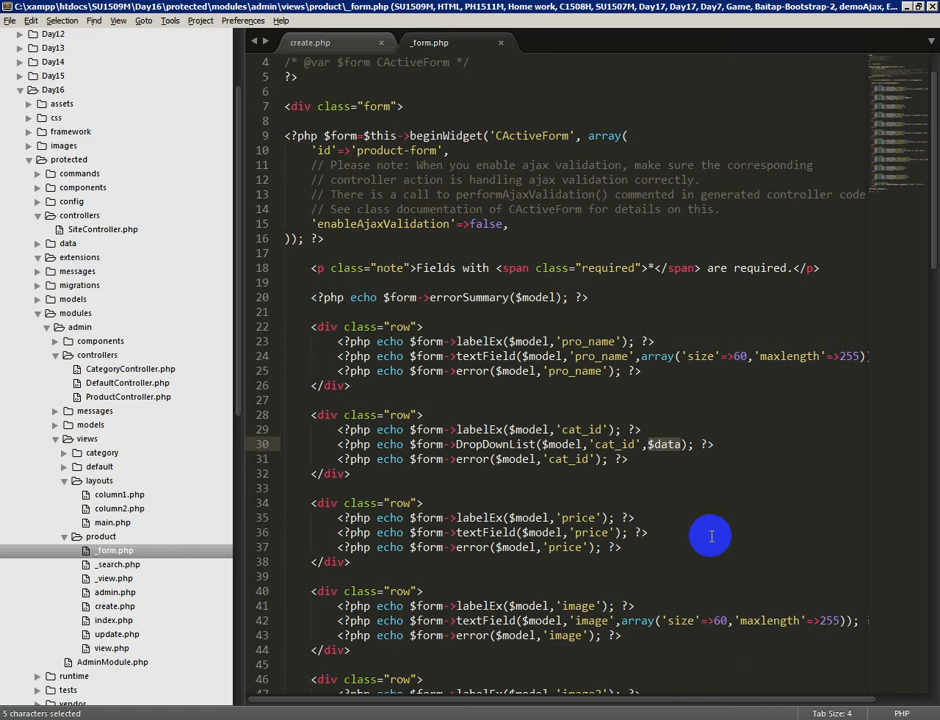 C:\xampp\htdocs\SU1509M\Day16\protected\modules\admin\views\product\_form.php (SU1509M, HTML, PH1511M, Home work, C1508H, SU1507M, Day17, Day17, Day7, Game, Baitap-Bootstrap-2, demoAjax, E...
File Edit Selection Find View Goto Tools Project Preferences Help
Day12
Day13
Day14
Day15
Day16
assets
css
framework
images
protected
commands
components
config
controllers
SiteController.php
data
extensions
messages
migrations
models
modules
admin
components
controllers
CategoryController.php
DefaultController.php
ProductController.php
messages
models
views
category
default
layouts
column1.php
column2.php
main.php
product
_form.php
_search.php
_view.php
admin.php
create.php
index.php
update.php
view.php
AdminModule.php
runtime
tests
vendor
create.php × _form.php ×
4 /* @var $form CActiveForm */
5 ?>
6
7 <div class="form">
8
9 <?php $form=$this->beginWidget('CActiveForm', array(
10 'id'=>'product-form',
11 // Please note: When you enable ajax validation, make sure the corresponding
12 // controller action is handling ajax validation correctly.
13 // There is a call to performAjaxValidation() commented in generated controller code
14 // See class documentation of CActiveForm for details on this.
15 'enableAjaxValidation'=>false,
16 )); ?>
17
18 <p class="note">Fields with <span class="required">*</span> are required.</p>
19
20 <?php echo $form->errorSummary($model); ?>
21
22 <div class="row">
23 <?php echo $form->labelEx($model,'pro_name'); ?>
24 <?php echo $form->textField($model,'pro_name',array('size'=>60,'maxlength'=>255))
25 <?php echo $form->error($model,'pro_name'); ?>
26 </div>
27
28 <div class="row">
29 <?php echo $form->labelEx($model,'cat_id'); ?>
30 <?php echo $form->DropDownList($model,'cat_id',$data); ?>
31 <?php echo $form->error($model,'cat_id'); ?>
32 </div>
33
34 <div class="row">
35 <?php echo $form->labelEx($model,'price'); ?>
36 <?php echo $form->textField($model,'price'); ?>
37 <?php echo $form->error($model,'price'); ?>
38 </div>
39
40 <div class="row">
41 <?php echo $form->labelEx($model,'image'); ?>
42 <?php echo $form->textField($model,'image',array('size'=>60,'maxlength'=>255)); ?
43 <?php echo $form->error($model,'image'); ?>
44 </div>
45
46 <div class="row">
47 <?php echo $form->labelEx($model,'image2'); ?>
5 characters selected Tab Size: 4 PHP